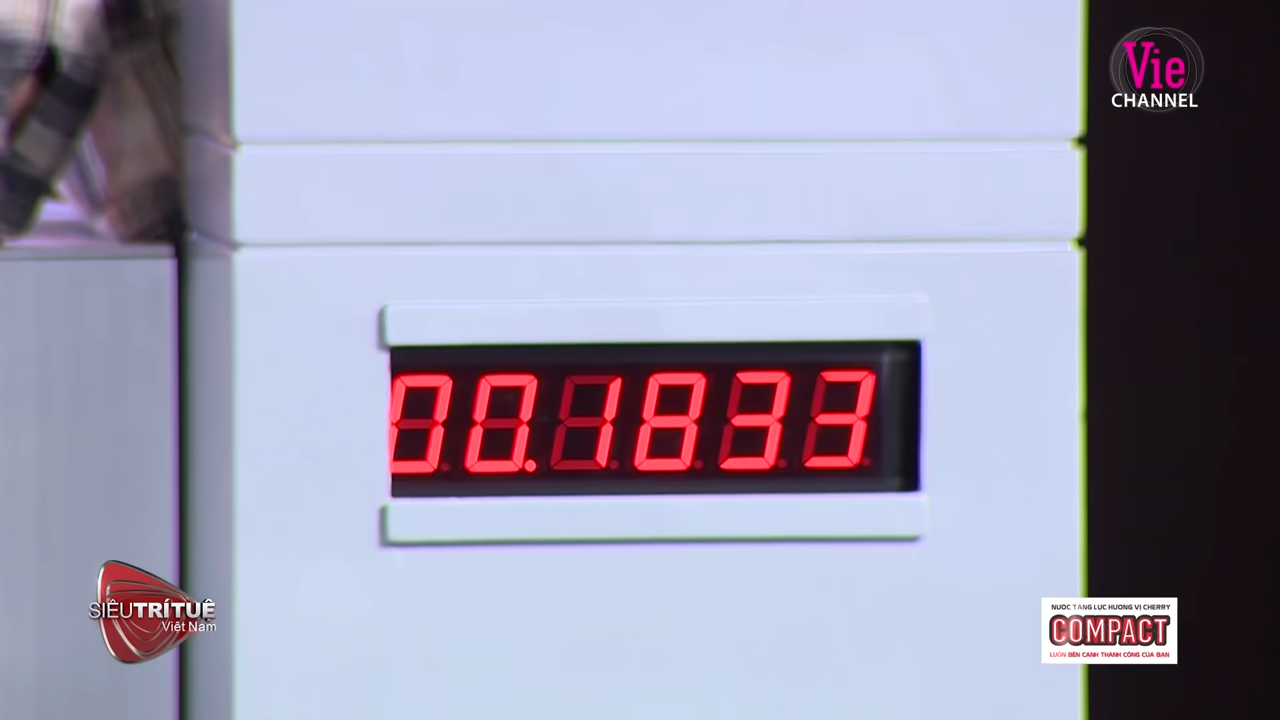 Vie
CHANNEL
00.1833
SIÊUTRÍTUỆ
Việt Nam
NƯỚC TĂNG LỰC HƯƠNG VỊ CHERRY
COMPACT
LUÔN BÊN CẠNH THÀNH CÔNG CỦA BẠN